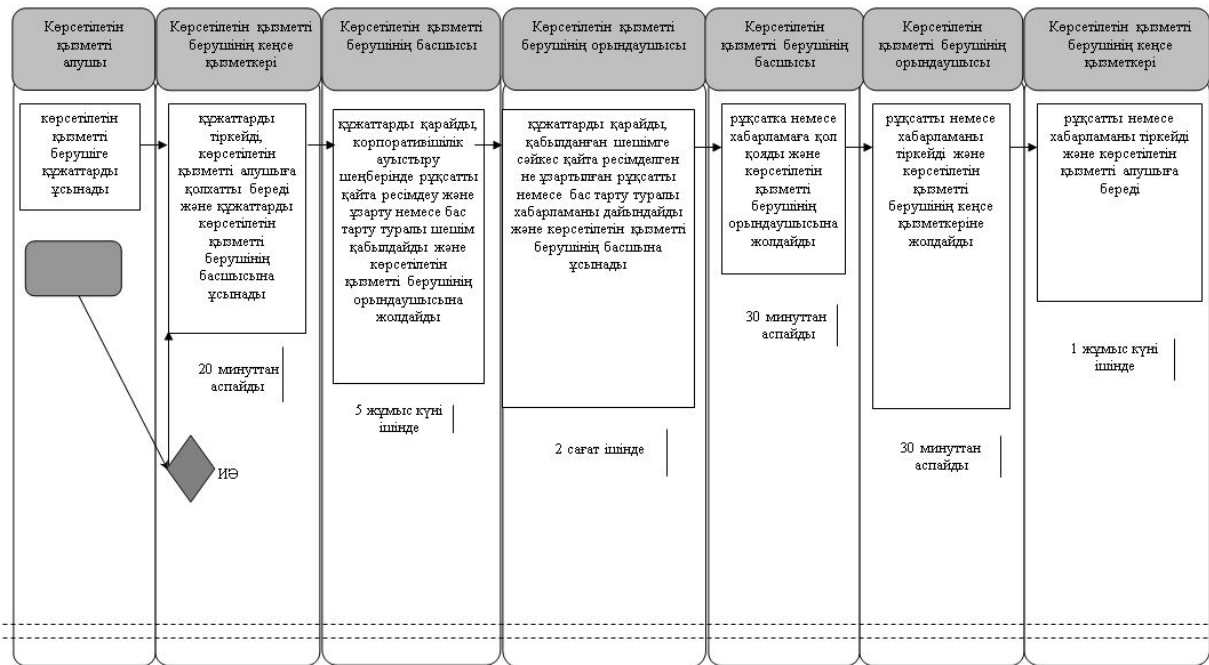 Көрсетілетін
қызметті
алушы
Көрсетілетін қызметті
берушінің кеңсе
қызметкері
Көрсетілетін қызметті
берушінің басшысы
Көрсетілетін қызметті
берушінің орындаушысы
Көрсетілетін
қызметті берушінің
басшысы
Көрсетілетін
қызметті берушінің
орындаушысы
Көрсетілетін қызметті
берушінің кеңсе
қызметкері
көрсетілетін
қызметті
берушіге
құжаттарды
ұсынады
құжаттарды
тіркейді,
көрсетілетін
қызметті алушыға
қолхатты береді
және құжаттарды
көрсетілетін
қызметті
берушінің
басшысына
ұсынады
20 минуттан
аспайды
ИӘ
құжаттарды қарайды,
корпоративішілік
ауыстыру
шеңберінде рұқсатты
қайта ресімдеу және
ұзарту немесе бас
тарту туралы шешім
қабылдайды және
көрсетілетін
қызметті берушінің
орындаушысына
жолдайды
5 жұмыс күні
ішінде
құжаттарды қарайды,
қабылданған шешімге
сәйкес қайта ресімделген
не ұзартылған рұқсатты
немесе бас тарту туралы
хабарламаны дайындайды
және көрсетілетін қызметті
берушінің басшына
ұсынады
2 сағат ішінде
рұқсатқа немесе
хабарламаға қол
қояды және
көрсетілетін
қызметті
берушінің
орындаушысына
жолдайды
30 минуттан
аспайды
рұқсатты немесе
хабарламаны
тіркейді және
көрсетілетін
қызметті
берушінің кеңсе
қызметкеріне
жолдайды
30 минуттан
аспайды
рұқсатты немесе
хабарламаны тіркейді
және көрсетілетін
қызметті алушыға
береді
1 жұмыс күні
ішінде